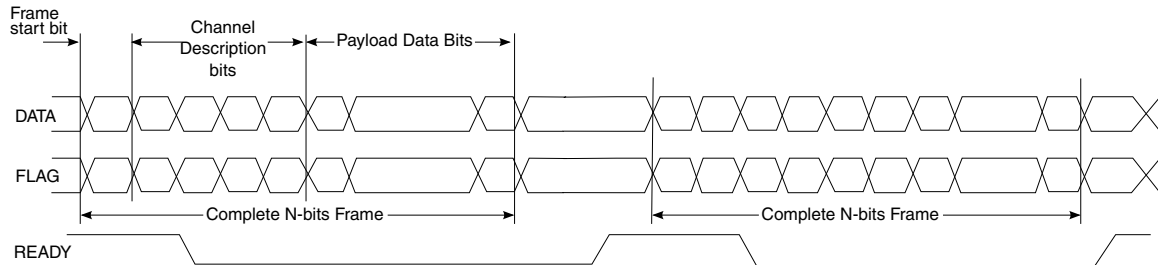 Frame
start bit
Channel
Description
bits
Payload Data Bits
DATA
FLAG
Complete N-bits Frame
Complete N-bits Frame
READY